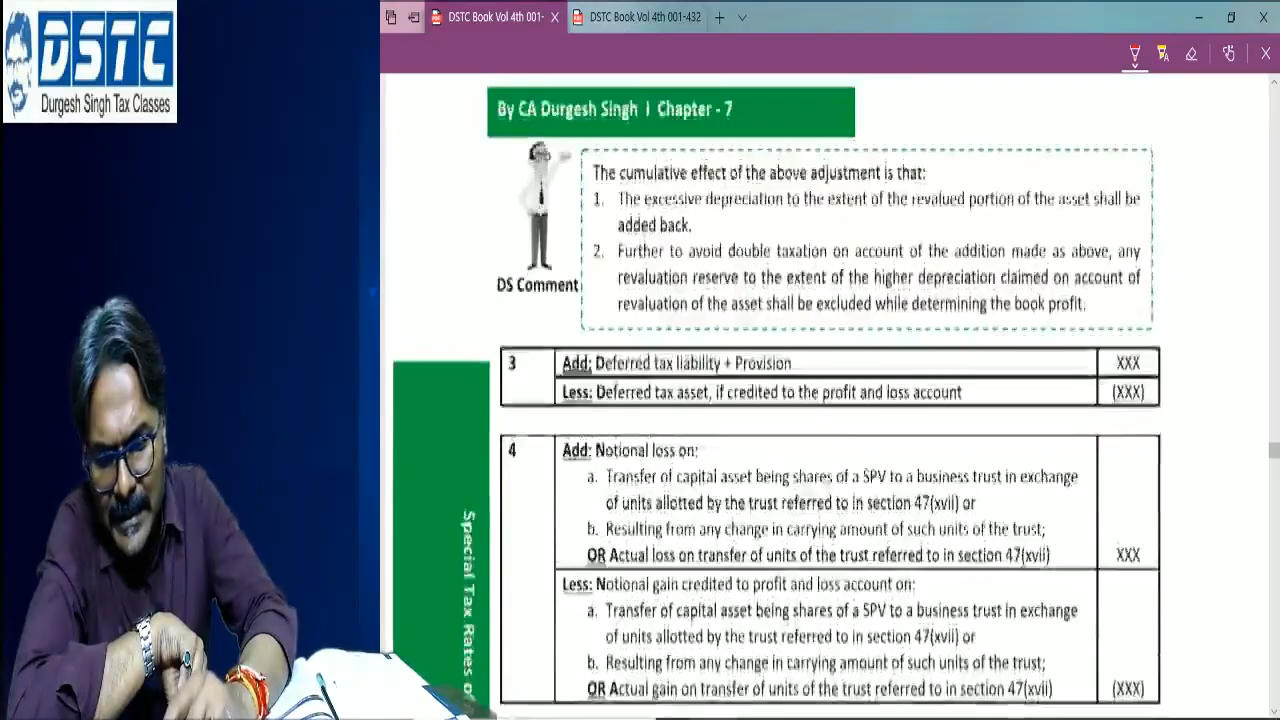 DSTC
Durgesh Singh Tax Classes
DSTC Book Vol 4th 001-
DSTC Book Vol 4th 001-432
By CA Durgesh Singh I Chapter - 7
The cumulative effect of the above adjustment is that:
1. The excessive depreciation to the extent of the revalued portion of the asset shall be
added back.
2. Further to avoid double taxation on account of the addition made as above, any
revaluation reserve to the extent of the higher depreciation claimed on account of
revaluation of the asset shall be excluded while determining the book profit.
DS Comment
3 Add: Deferred tax liability + Provision XXX
Less: Deferred tax asset, if credited to the profit and loss account (XXX)
4 Add: Notional loss on:
a. Transfer of capital asset being shares of a SPV to a business trust in exchange
of units allotted by the trust referred to in section 47(xvii) or
b. Resulting from any change in carrying amount of such units of the trust;
OR Actual loss on transfer of units of the trust referred to in section 47(xvii) XXX
Less: Notional gain credited to profit and loss account on:
a. Transfer of capital asset being shares of a SPV to a business trust in exchange
of units allotted by the trust referred to in section 47(xvii) or
b. Resulting from any change in carrying amount of such units of the trust;
OR Actual gain on transfer of units of the trust referred to in section 47(xvii) (XXX)
Special Tax Rates of